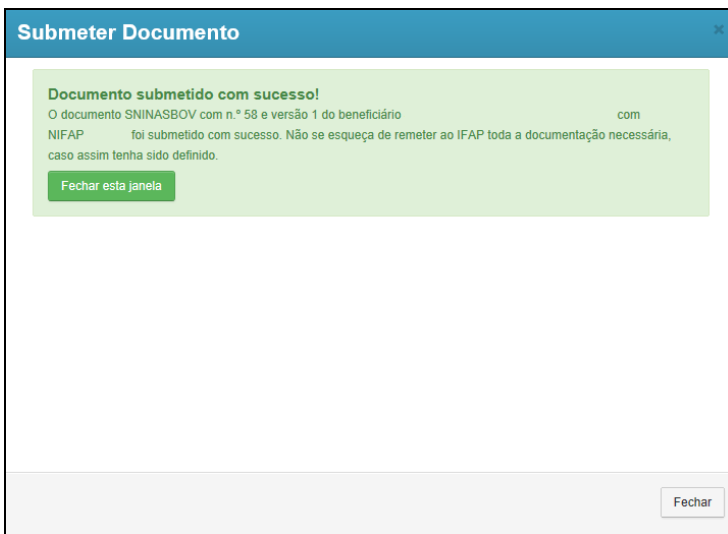 Submeter Documento
×
Documento submetido com sucesso!
O documento SNINASBOV com n.º 58 e versão 1 do beneficiário com
NIFAP foi submetido com sucesso. Não se esqueça de remeter ao IFAP toda a documentação necessária,
caso assim tenha sido definido.
Fechar esta janela
Fechar